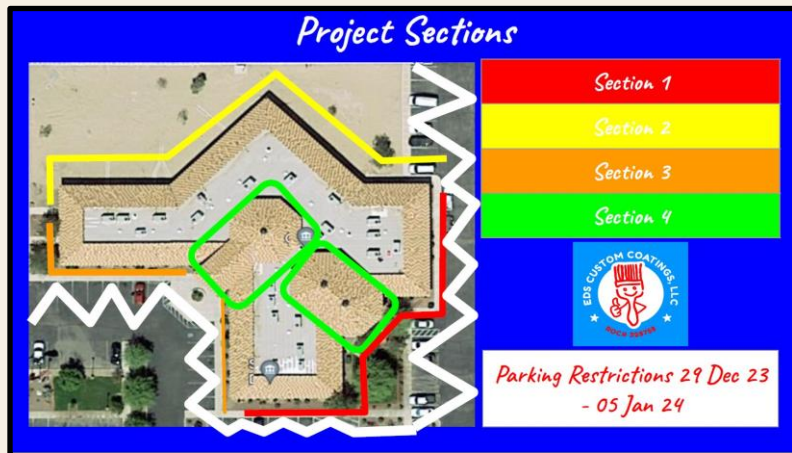 Project Sections
Section 1
Section 2
Section 3
Section 4
EDS CUSTOM COATINGS, LLC
Parking Restrictions 29 Dec 23
- 05 Jan 24